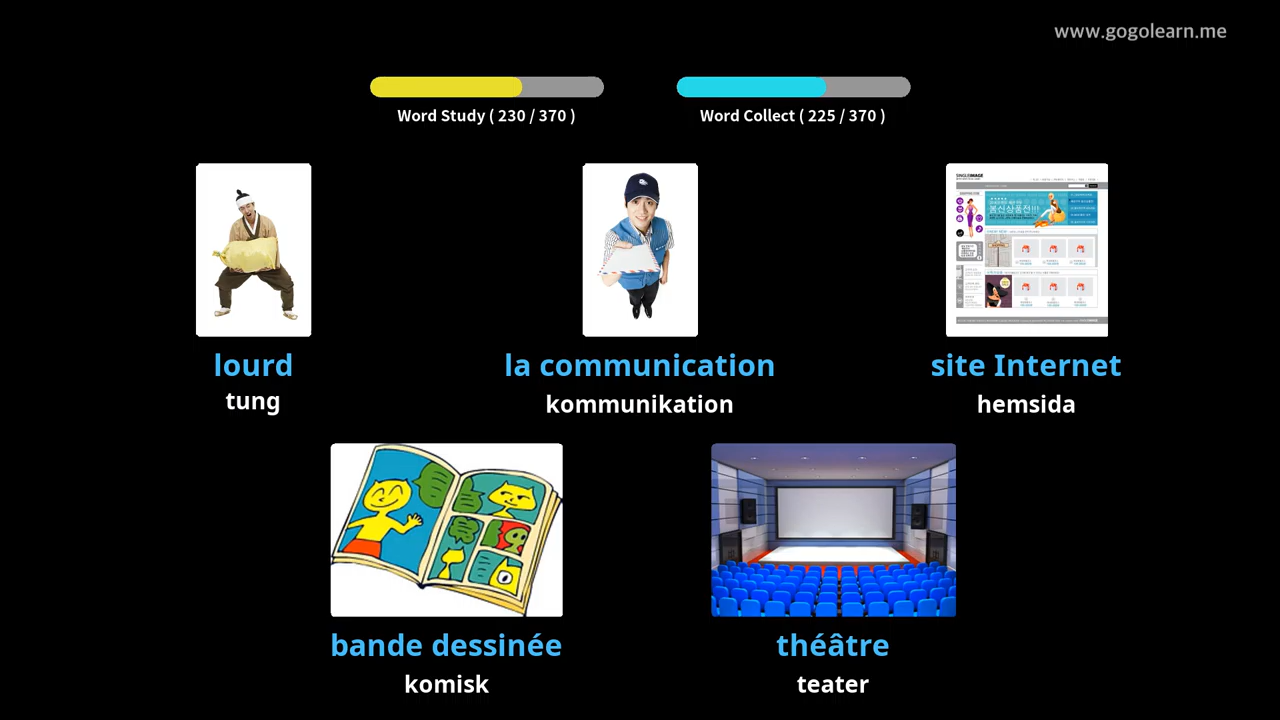 www.gogolearn.me
Word Study ( 230 / 370 )
Word Collect ( 225 / 370 )
lourd
la communication
site Internet
tung
kommunikation
hemsida
bande dessinée
théâtre
komisk
teater